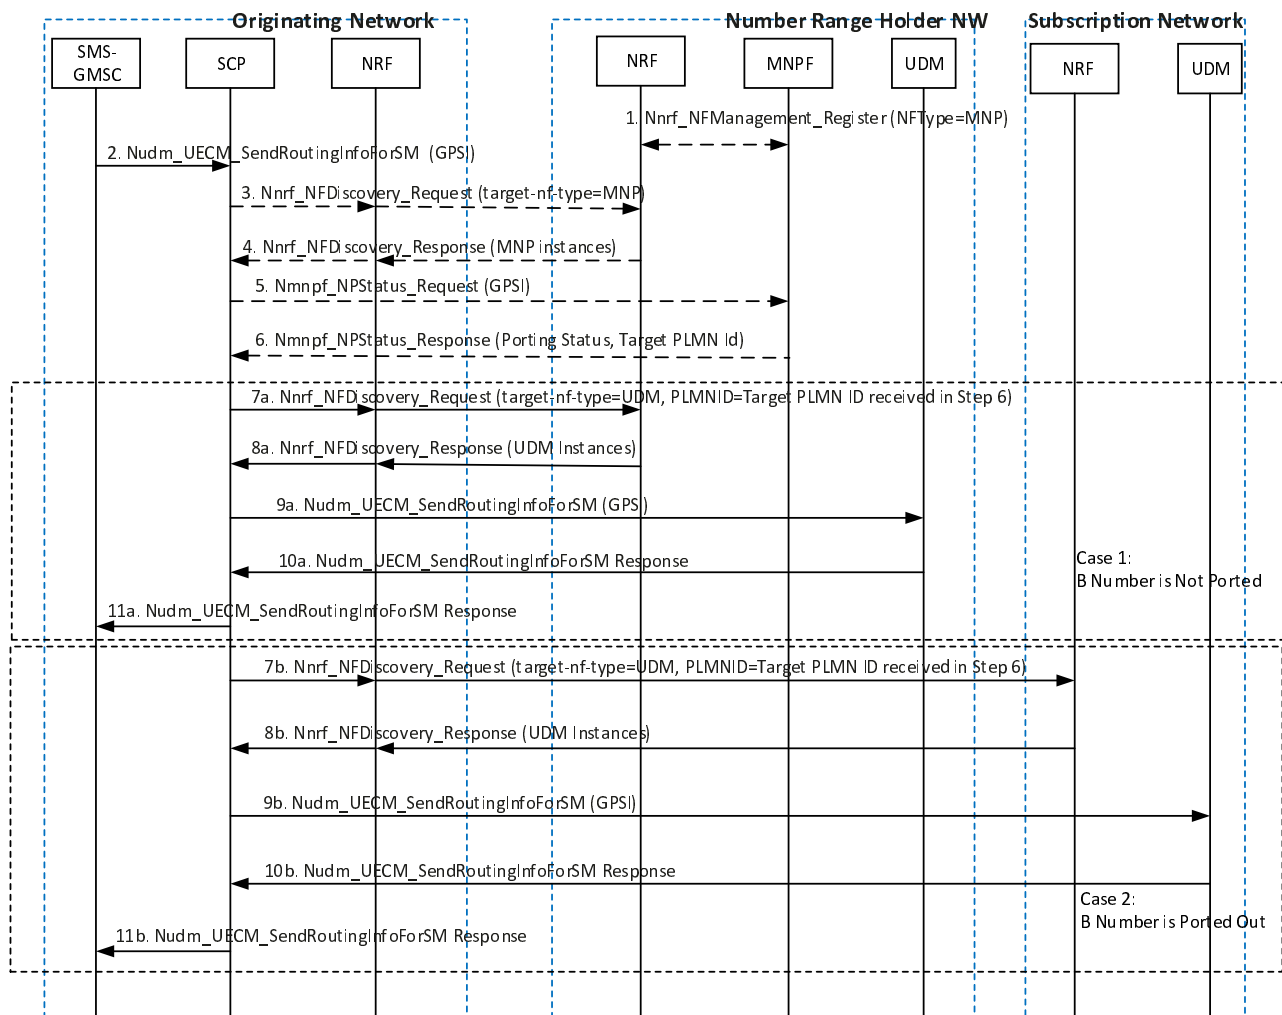 Originating Network
Number Range Holder NW
Subscription Network
SMS-
GMSC
SCP
NRF
NRF
MNPF
UDM
NRF
UDM
1. Nnrf_NFManagement_Register (NFType=MNP)
2. Nudm_UECM_SendRoutingInfoForSM (GPSI)
3. Nnrf_NFDiscovery_Request (target-nf-type=MNP)
4. Nnrf_NFDiscovery_Response (MNP instances)
5. Nmnpf_NPStatus_Request (GPSI)
6. Nmnpf_NPStatus_Response (Porting Status, Target PLMN Id)
7a. Nnrf_NFDiscovery_Request (target-nf-type=UDM, PLMNID=Target PLMN ID received in Step 6)
8a. Nnrf_NFDiscovery_Response (UDM Instances)
9a. Nudm_UECM_SendRoutingInfoForSM (GPSI)
10a. Nudm_UECM_SendRoutingInfoForSM Response
Case 1:
B Number is Not Ported
11a. Nudm_UECM_SendRoutingInfoForSM Response
7b. Nnrf_NFDiscovery_Request (target-nf-type=UDM, PLMNID=Target PLMN ID received in Step 6)
8b. Nnrf_NFDiscovery_Response (UDM Instances)
9b. Nudm_UECM_SendRoutingInfoForSM (GPSI)
10b. Nudm_UECM_SendRoutingInfoForSM Response
Case 2:
B Number is Ported Out
11b. Nudm_UECM_SendRoutingInfoForSM Response